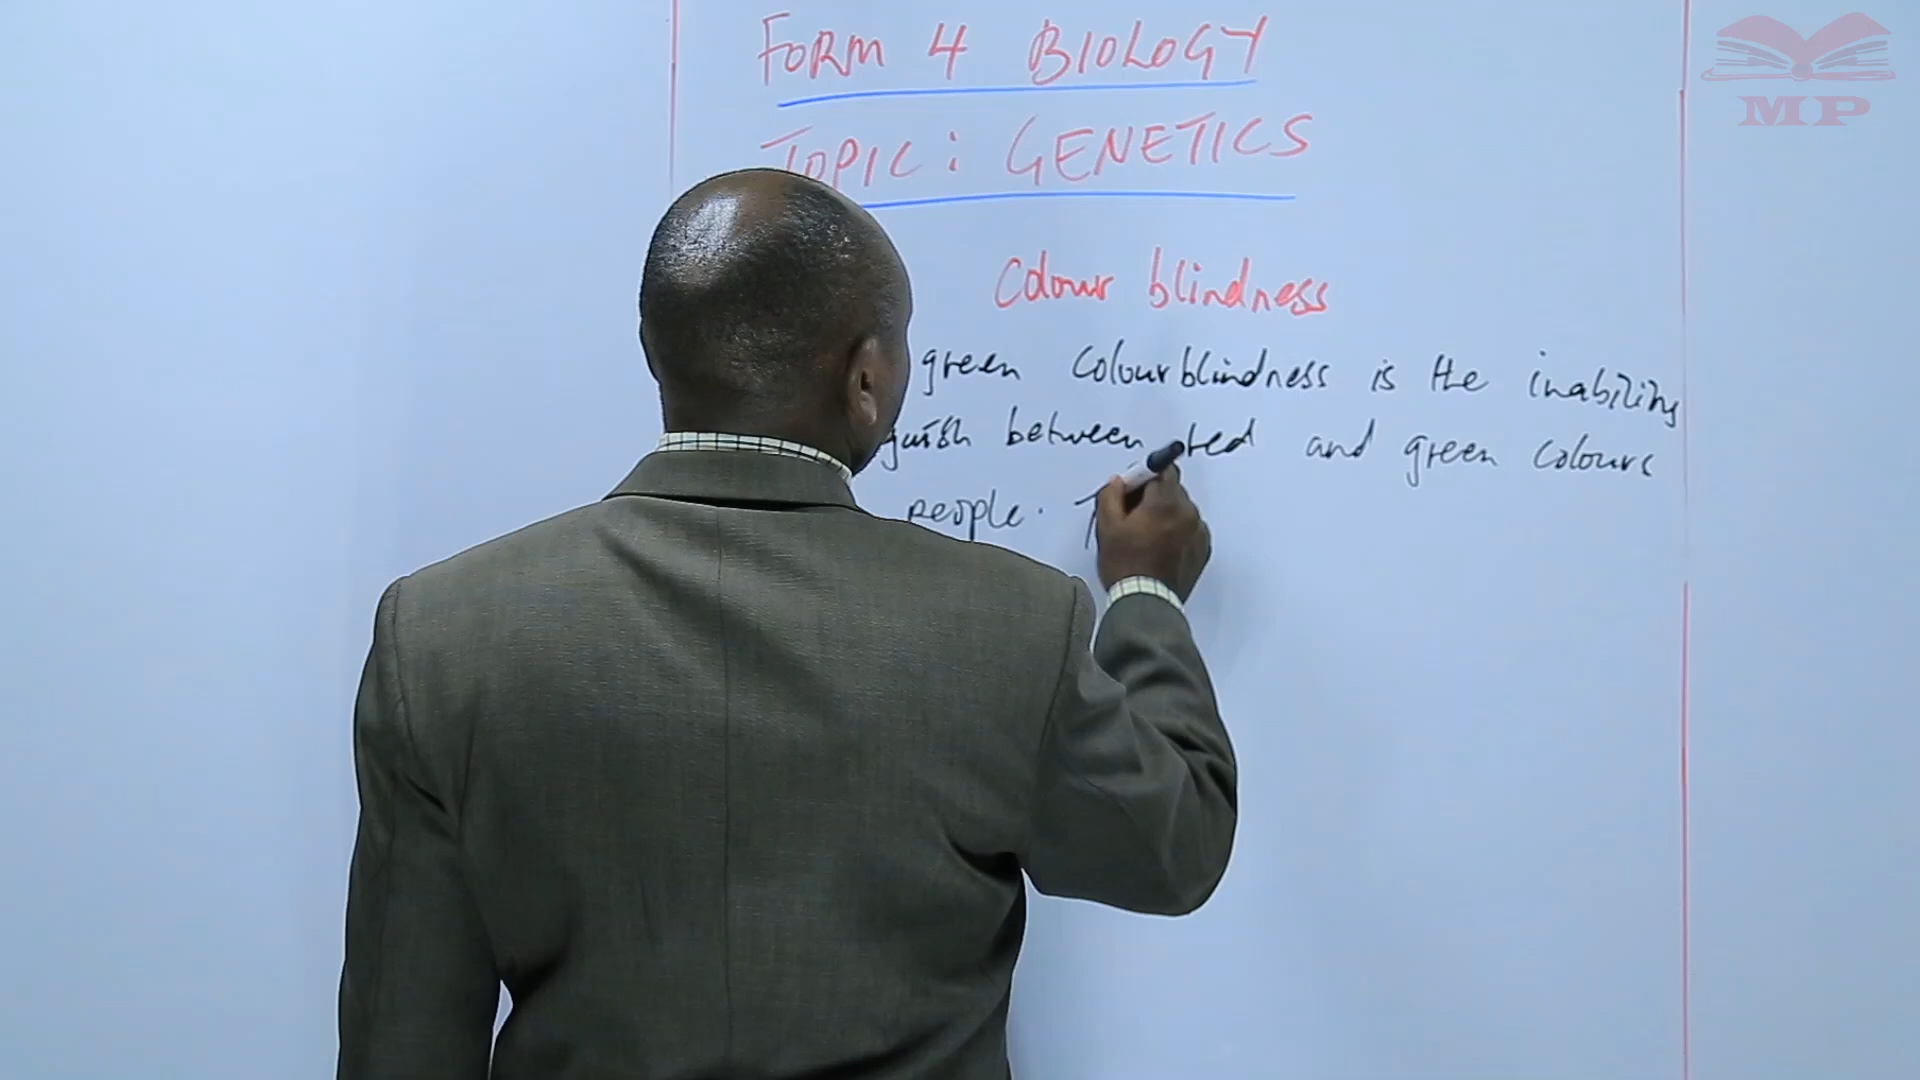 FORM 4 BIOLOGY
TOPIC: GENETICS
Colour blindness
green colourblindness is the inability
guish between red and green colours
people. T
MP